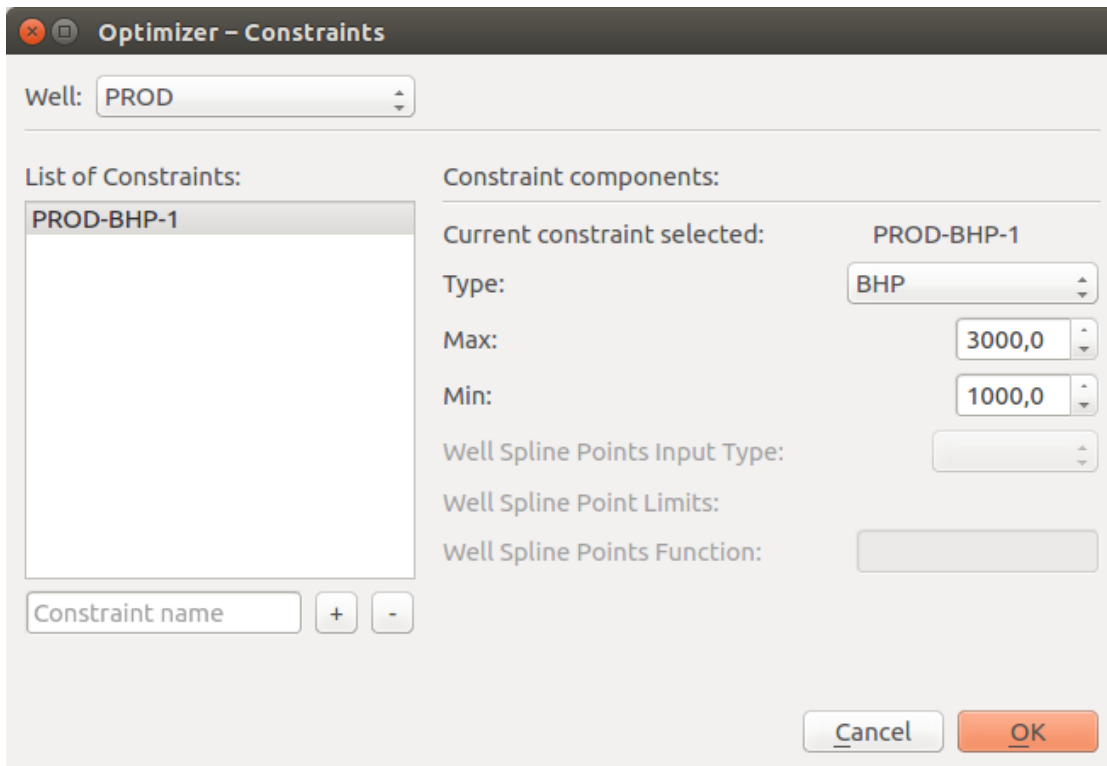 Optimizer – Constraints
Well: PROD
List of Constraints:
PROD-BHP-1
Constraint name + -
Constraint components:
Current constraint selected: PROD-BHP-1
Type: BHP
Max: 3000,0
Min: 1000,0
Well Spline Points Input Type:
Well Spline Point Limits:
Well Spline Points Function:
Cancel OK